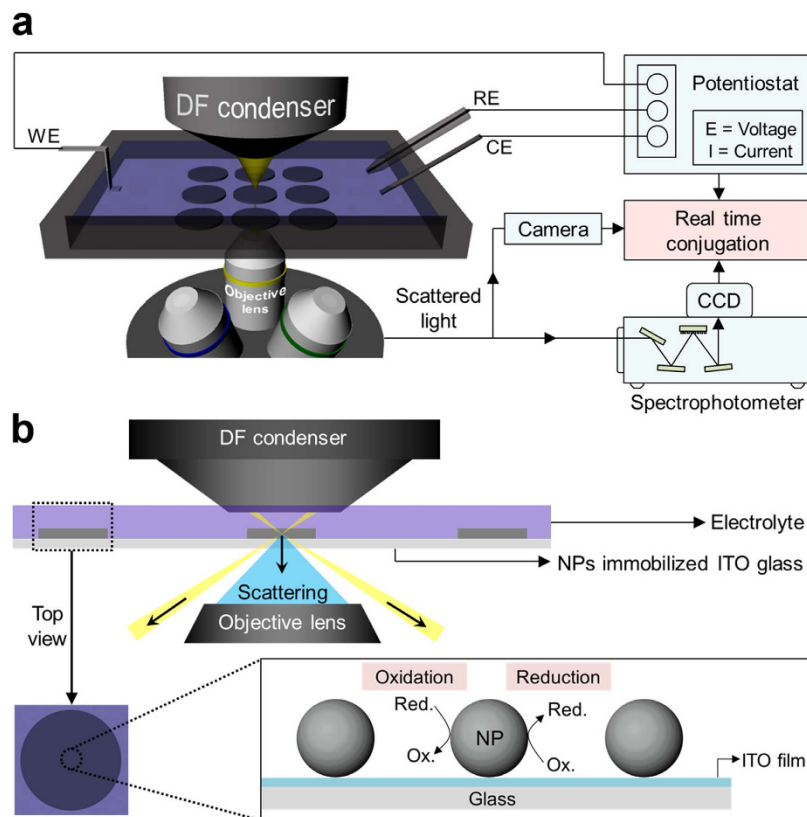 a
DF condenser
WE
RE
CE
Potentiostat
E = Voltage
I = Current
Camera
Real time
conjugation
Objective
lens
Scattered
light
CCD
Spectrophotometer
b
DF condenser
Electrolyte
NPs immobilized ITO glass
Scattering
Objective lens
Top
view
Oxidation
Reduction
Red.
Ox.
NP
Red.
Ox.
ITO film
Glass